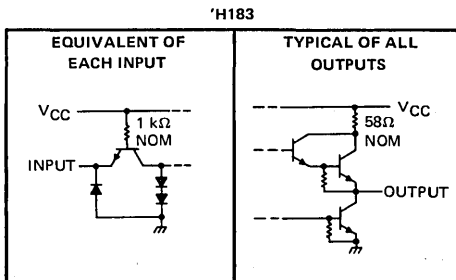 'H183
EQUIVALENT OF
EACH INPUT
VCC
1 kΩ
NOM
INPUT
TYPICAL OF ALL
OUTPUTS
VCC
58Ω
NOM
OUTPUT